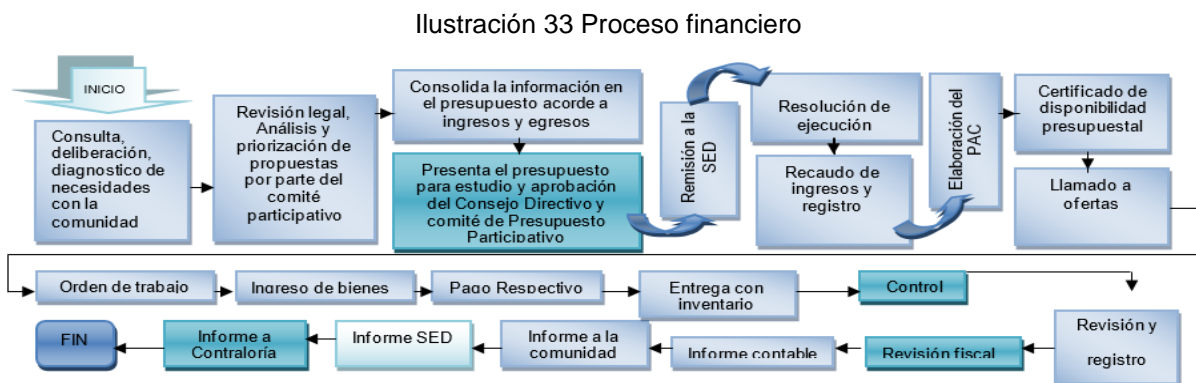 Ilustración 33 Proceso financiero
INICIO
Consulta,
deliberación,
diagnostico de
necesidades con la
comunidad
Revisión legal,
Análisis y
priorización de
propuestas
por parte del
comité
participativo
Consolida la información en
el presupuesto acorde a
ingresos y egresos
Presenta el presupuesto
para estudio y aprobación
del Consejo Directivo y
comité de Presupuesto
Participativo
Remisión a la
SED
Resolución de
ejecución
Recaudo de
ingresos y
registro
Elaboración del
PAC
Certificado de
disponibilidad
presupuestal
Llamado a
ofertas
Orden de trabajo
Ingreso de bienes
Pago Respectivo
Entrega con
inventario
Control
Revisión y
registro
Revisión fiscal
Informe contable
Informe a la
comunidad
Informe SED
Informe a
Contraloría
FIN